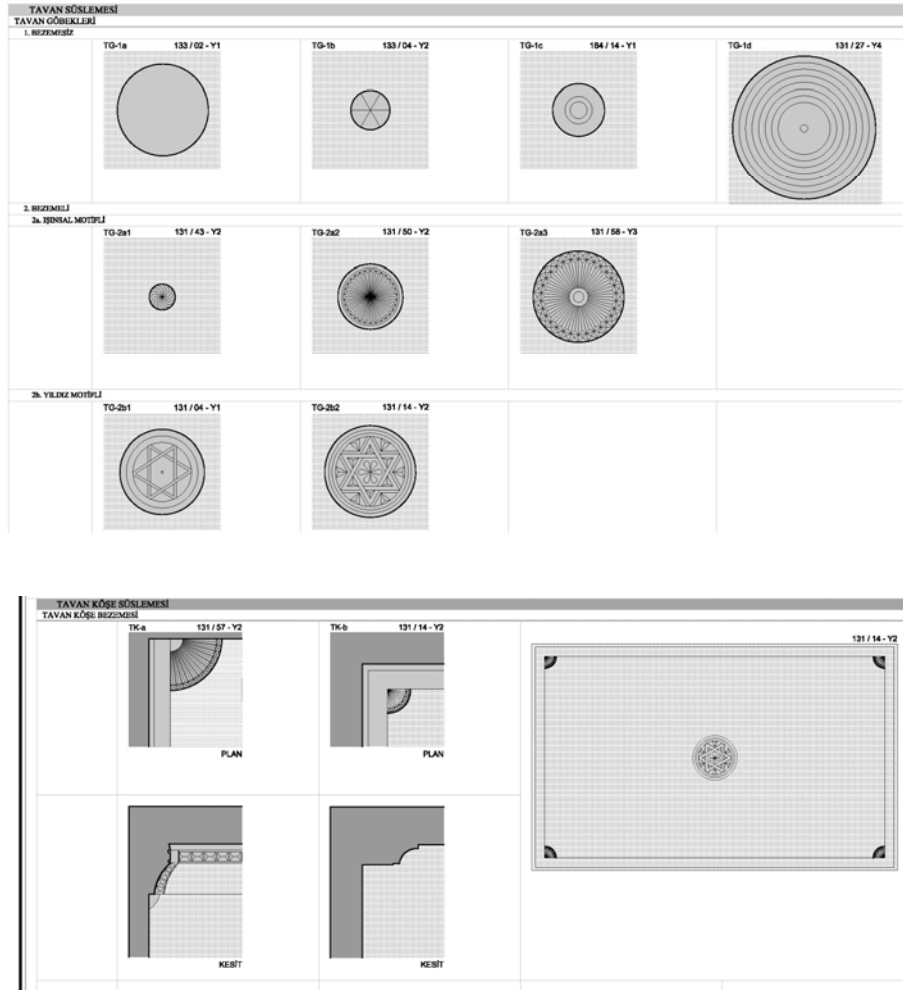 TAVAN SÜSLEMESİ
TAVAN GÖBEKLERİ
1. BEZEMESİZ
TG-1a 133 / 02 - Y1 TG-1b 133 / 04 - Y2 TG-1c 184 / 14 - Y1 TG-1d 131 / 27 - Y4
2. BEZEMELİ
2a. IŞINSAL MOTİFLİ
TG-2a1 131 / 43 - Y2 TG-2a2 131 / 50 - Y2 TG-2a3 131 / 58 - Y3
2b. YILDIZ MOTİFLİ
TG-2b1 131 / 04 - Y1 TG-2b2 131 / 14 - Y2
TAVAN KÖŞE SÜSLEMESİ
TAVAN KÖŞE BEZEMESİ
TK-a 131 / 57 - Y2 TK-b 131 / 14 - Y2
131 / 14 - Y2
PLAN PLAN
KESİT KESİT